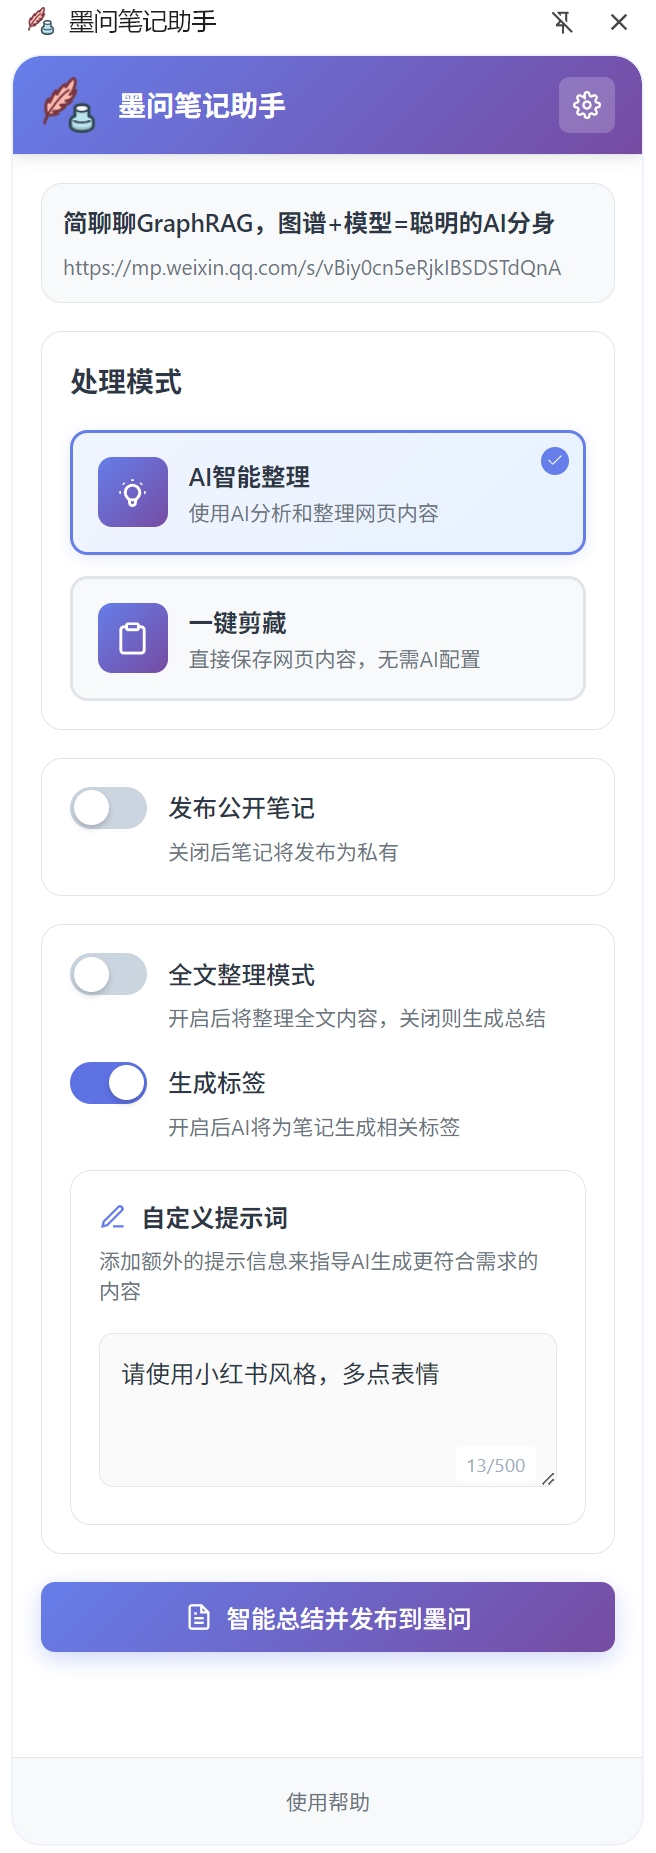 墨问笔记助手
墨问笔记助手
简聊聊GraphRAG，图谱+模型=聪明的AI分身
https://mp.weixin.qq.com/s/vBiy0cn5eRjkIBSDSTdQnA
处理模式
AI智能整理
使用AI分析和整理网页内容
一键剪藏
直接保存网页内容，无需AI配置
发布公开笔记
关闭后笔记将发布为私有
全文整理模式
开启后将整理全文内容，关闭则生成总结
生成标签
开启后AI将为笔记生成相关标签
自定义提示词
添加额外的提示信息来指导AI生成更符合需求的
内容
请使用小红书风格，多点表情
13/500
智能总结并发布到墨问
使用帮助